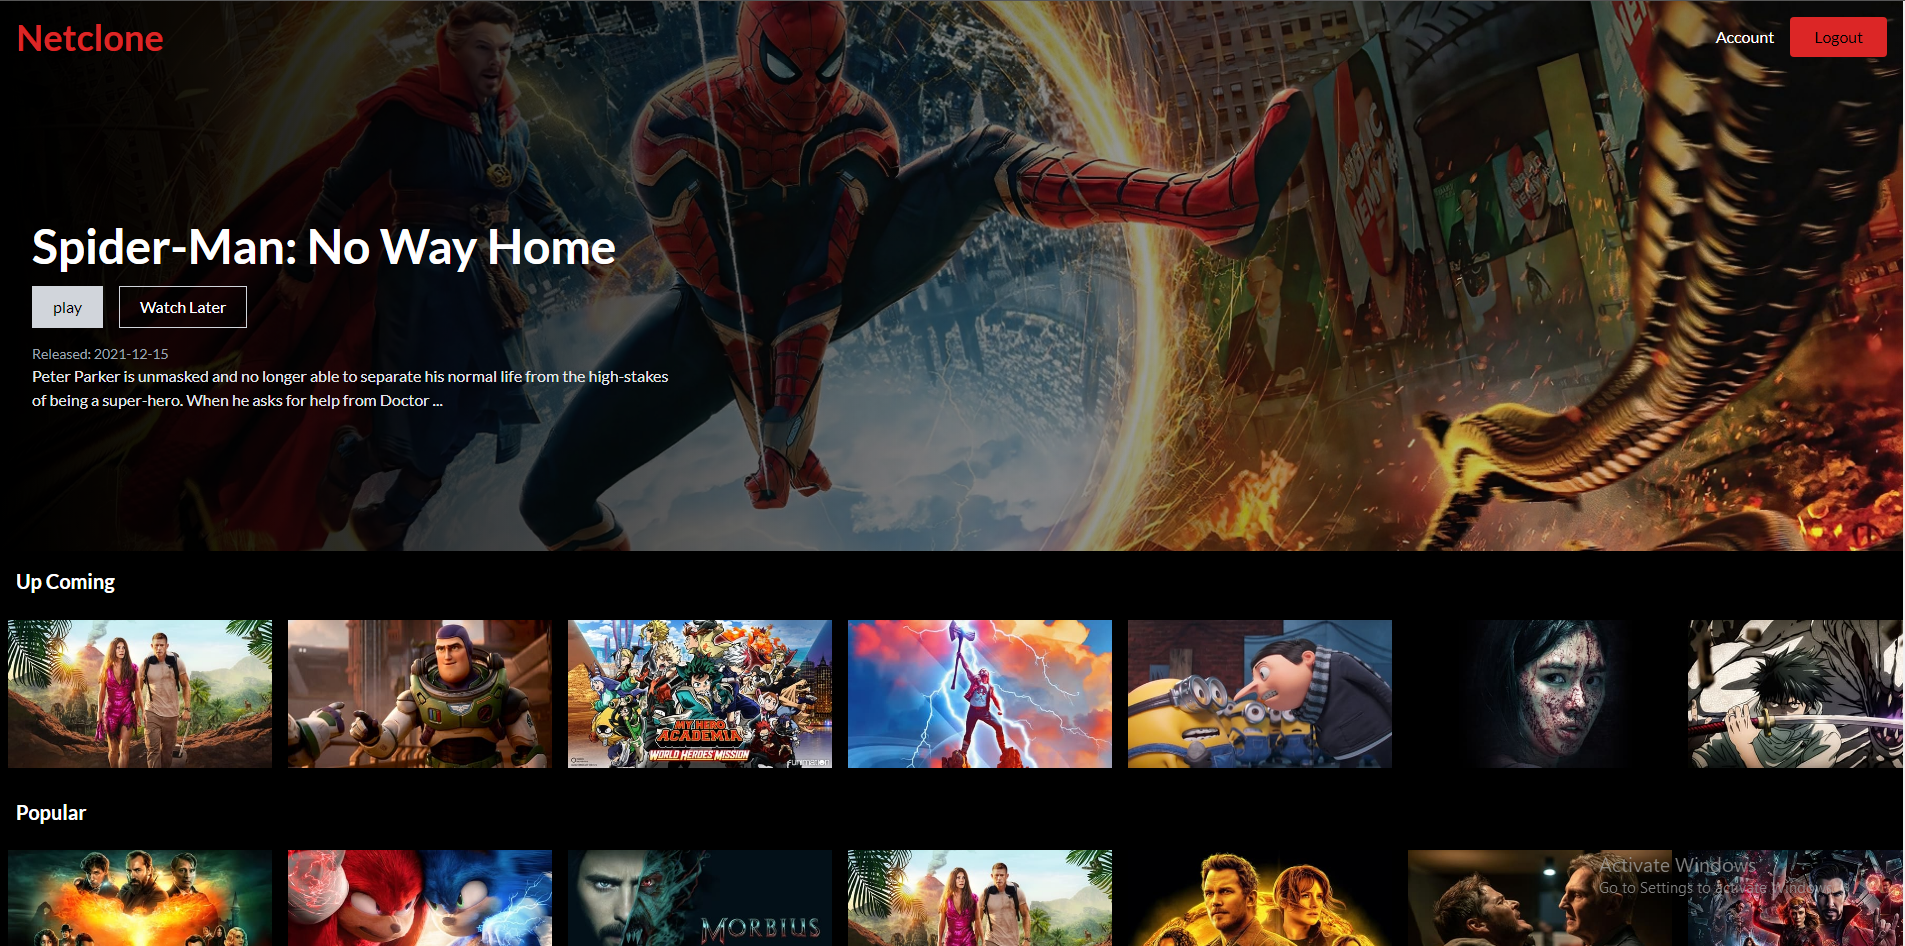 Netclone
Account
Logout
Spider-Man: No Way Home
play
Watch Later
Released: 2021-12-15
Peter Parker is unmasked and no longer able to separate his normal life from the high-stakes
of being a super-hero. When he asks for help from Doctor ...
Up Coming
MY HERO
ACADEMIA
WORLD HEROES' MISSION
FUNIMATION
Popular
MORBIUS
Activate Windows
Go to Settings to activate Windows.